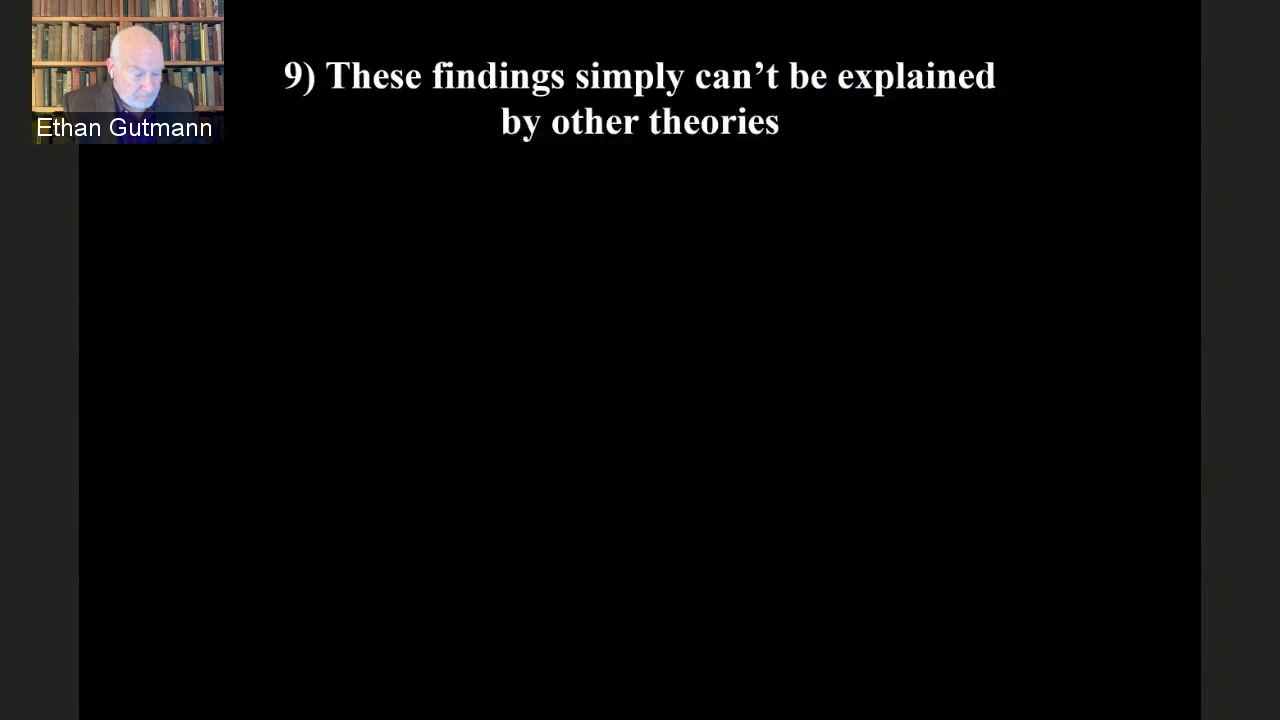 9) These findings simply can’t be explained
by other theories
Ethan Gutmann